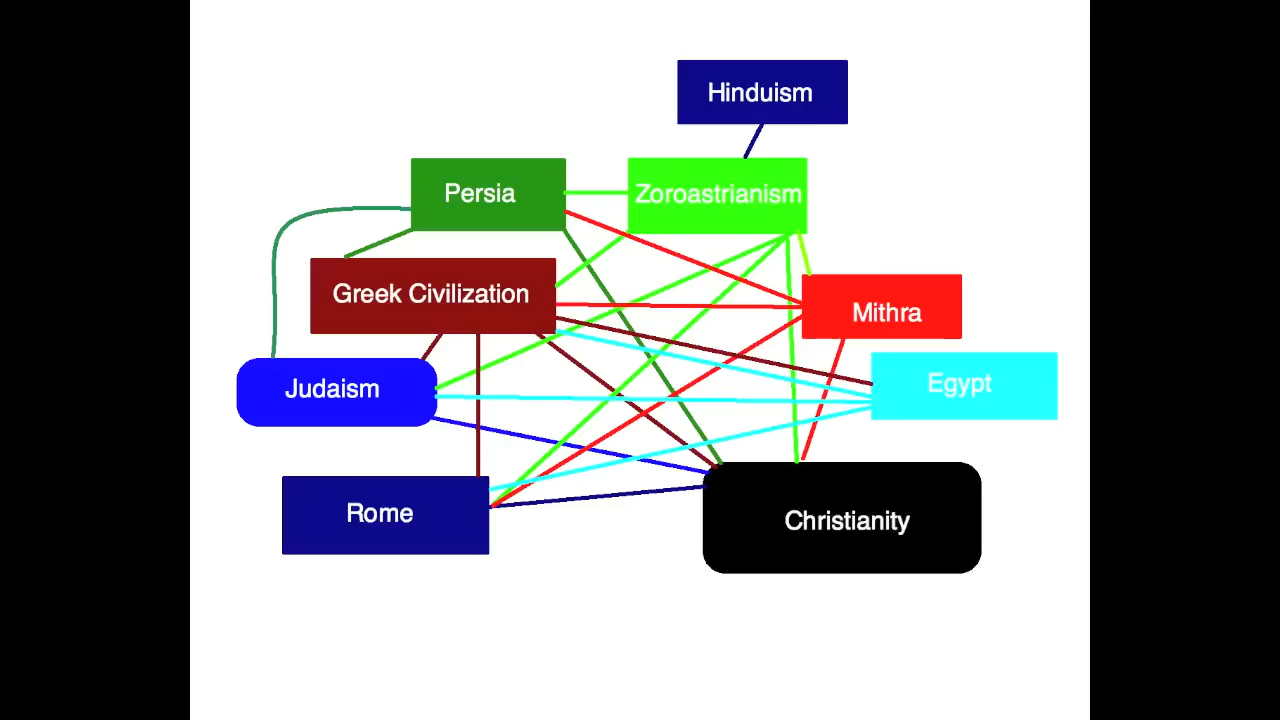 Hinduism
Persia
Zoroastrianism
Greek Civilization
Mithra
Judaism
Egypt
Rome
Christianity